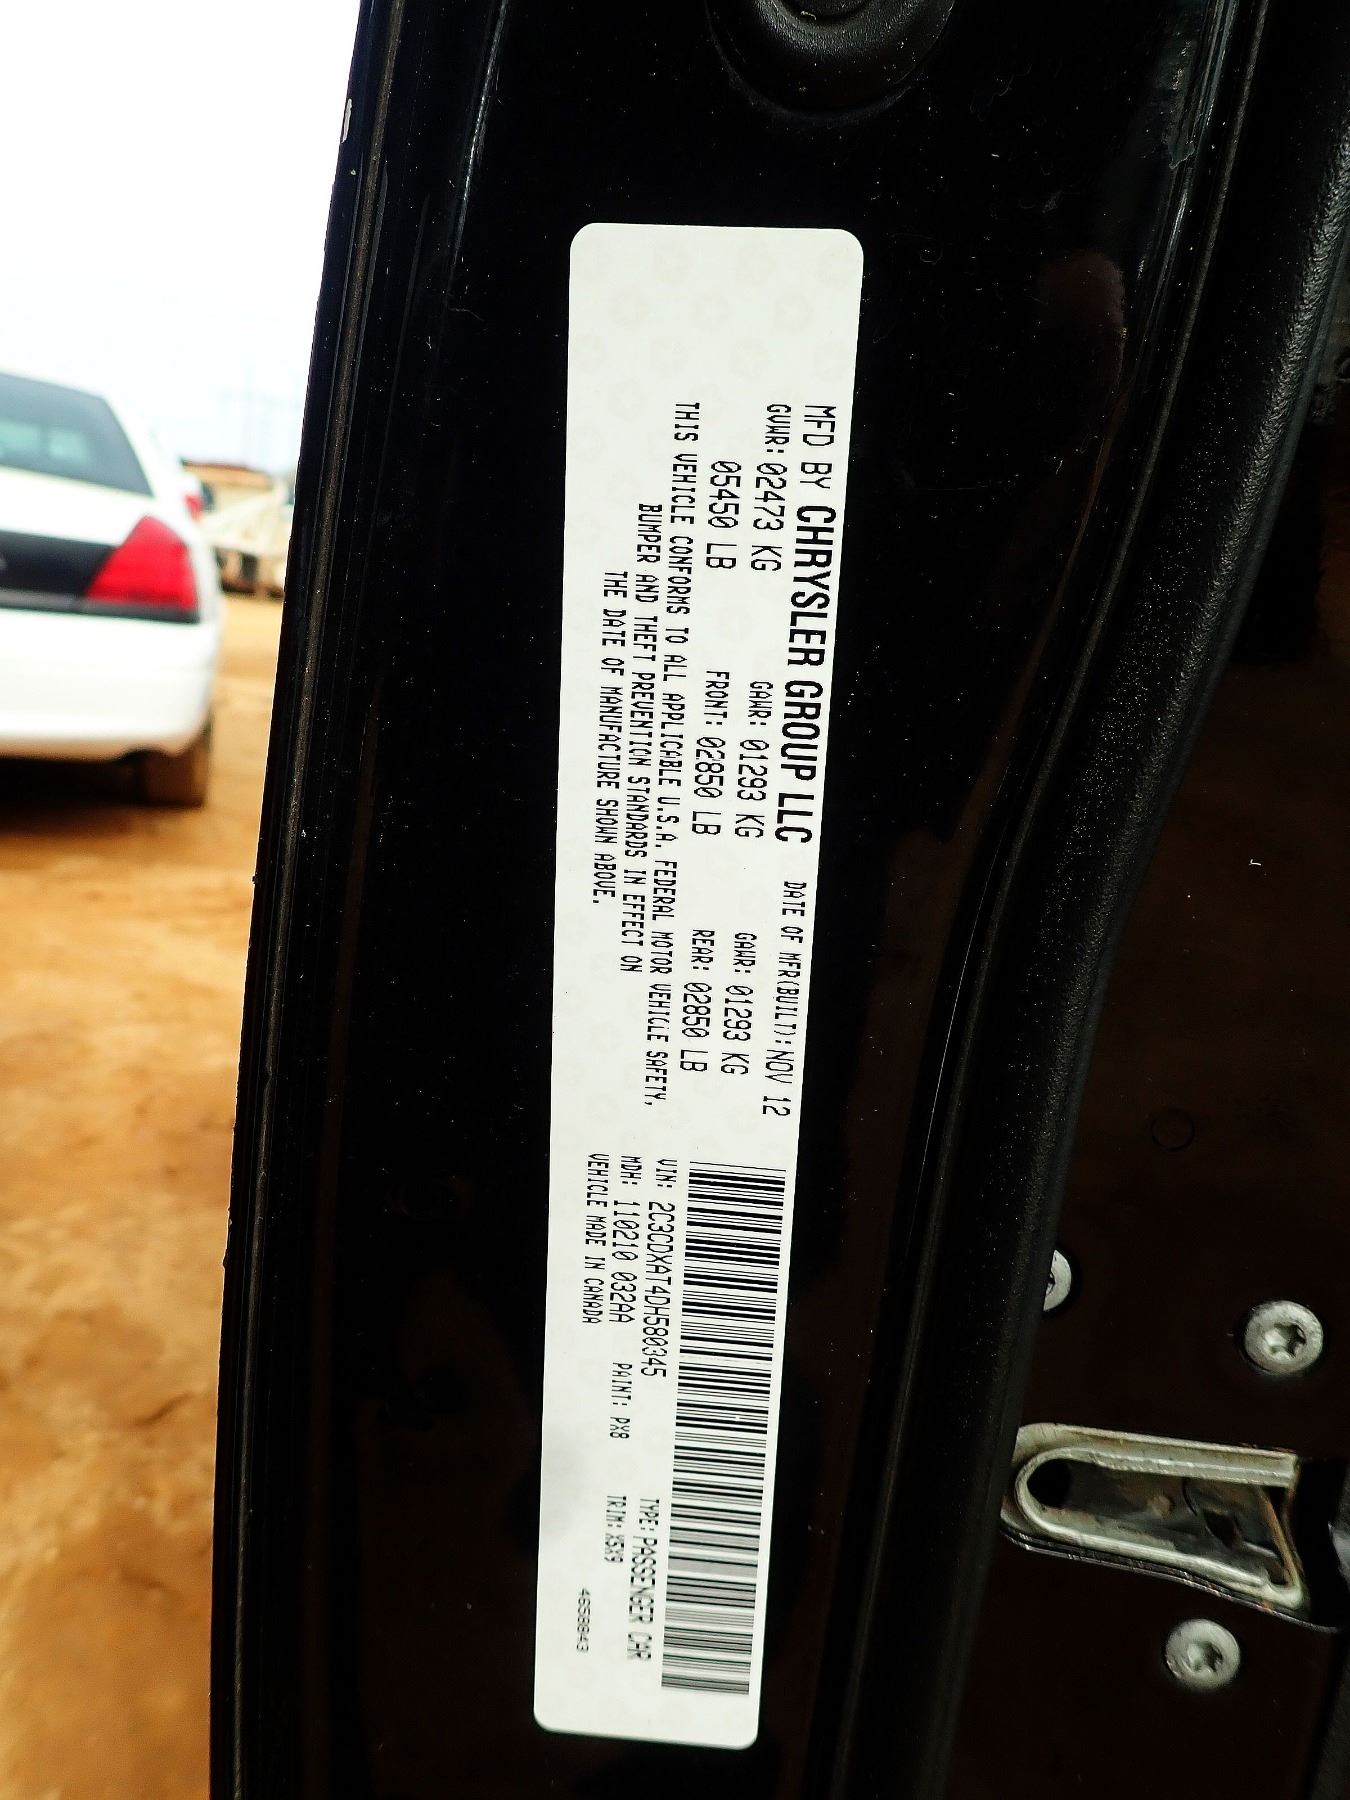 MFD BY CHRYSLER GROUP LLC DATE OF MFR(BUILT): NOV 12
GVWR: 02473 KG GAWR: 01293 KG GAWR: 01293 KG
05450 LB FRONT: 02850 LB REAR: 02850 LB
THIS VEHICLE CONFORMS TO ALL APPLICABLE U.S.A. FEDERAL MOTOR VEHICLE SAFETY,
BUMPER AND THEFT PREVENTION STANDARDS IN EFFECT ON
THE DATE OF MANUFACTURE SHOWN ABOVE.
VIN: 2C3CDXAT4DH580345 TYPE: PASSENGER CAR
MDH: 110210 032AA PAINT: PX8 TRIM: X5X9
VEHICLE MADE IN CANADA 46S98943